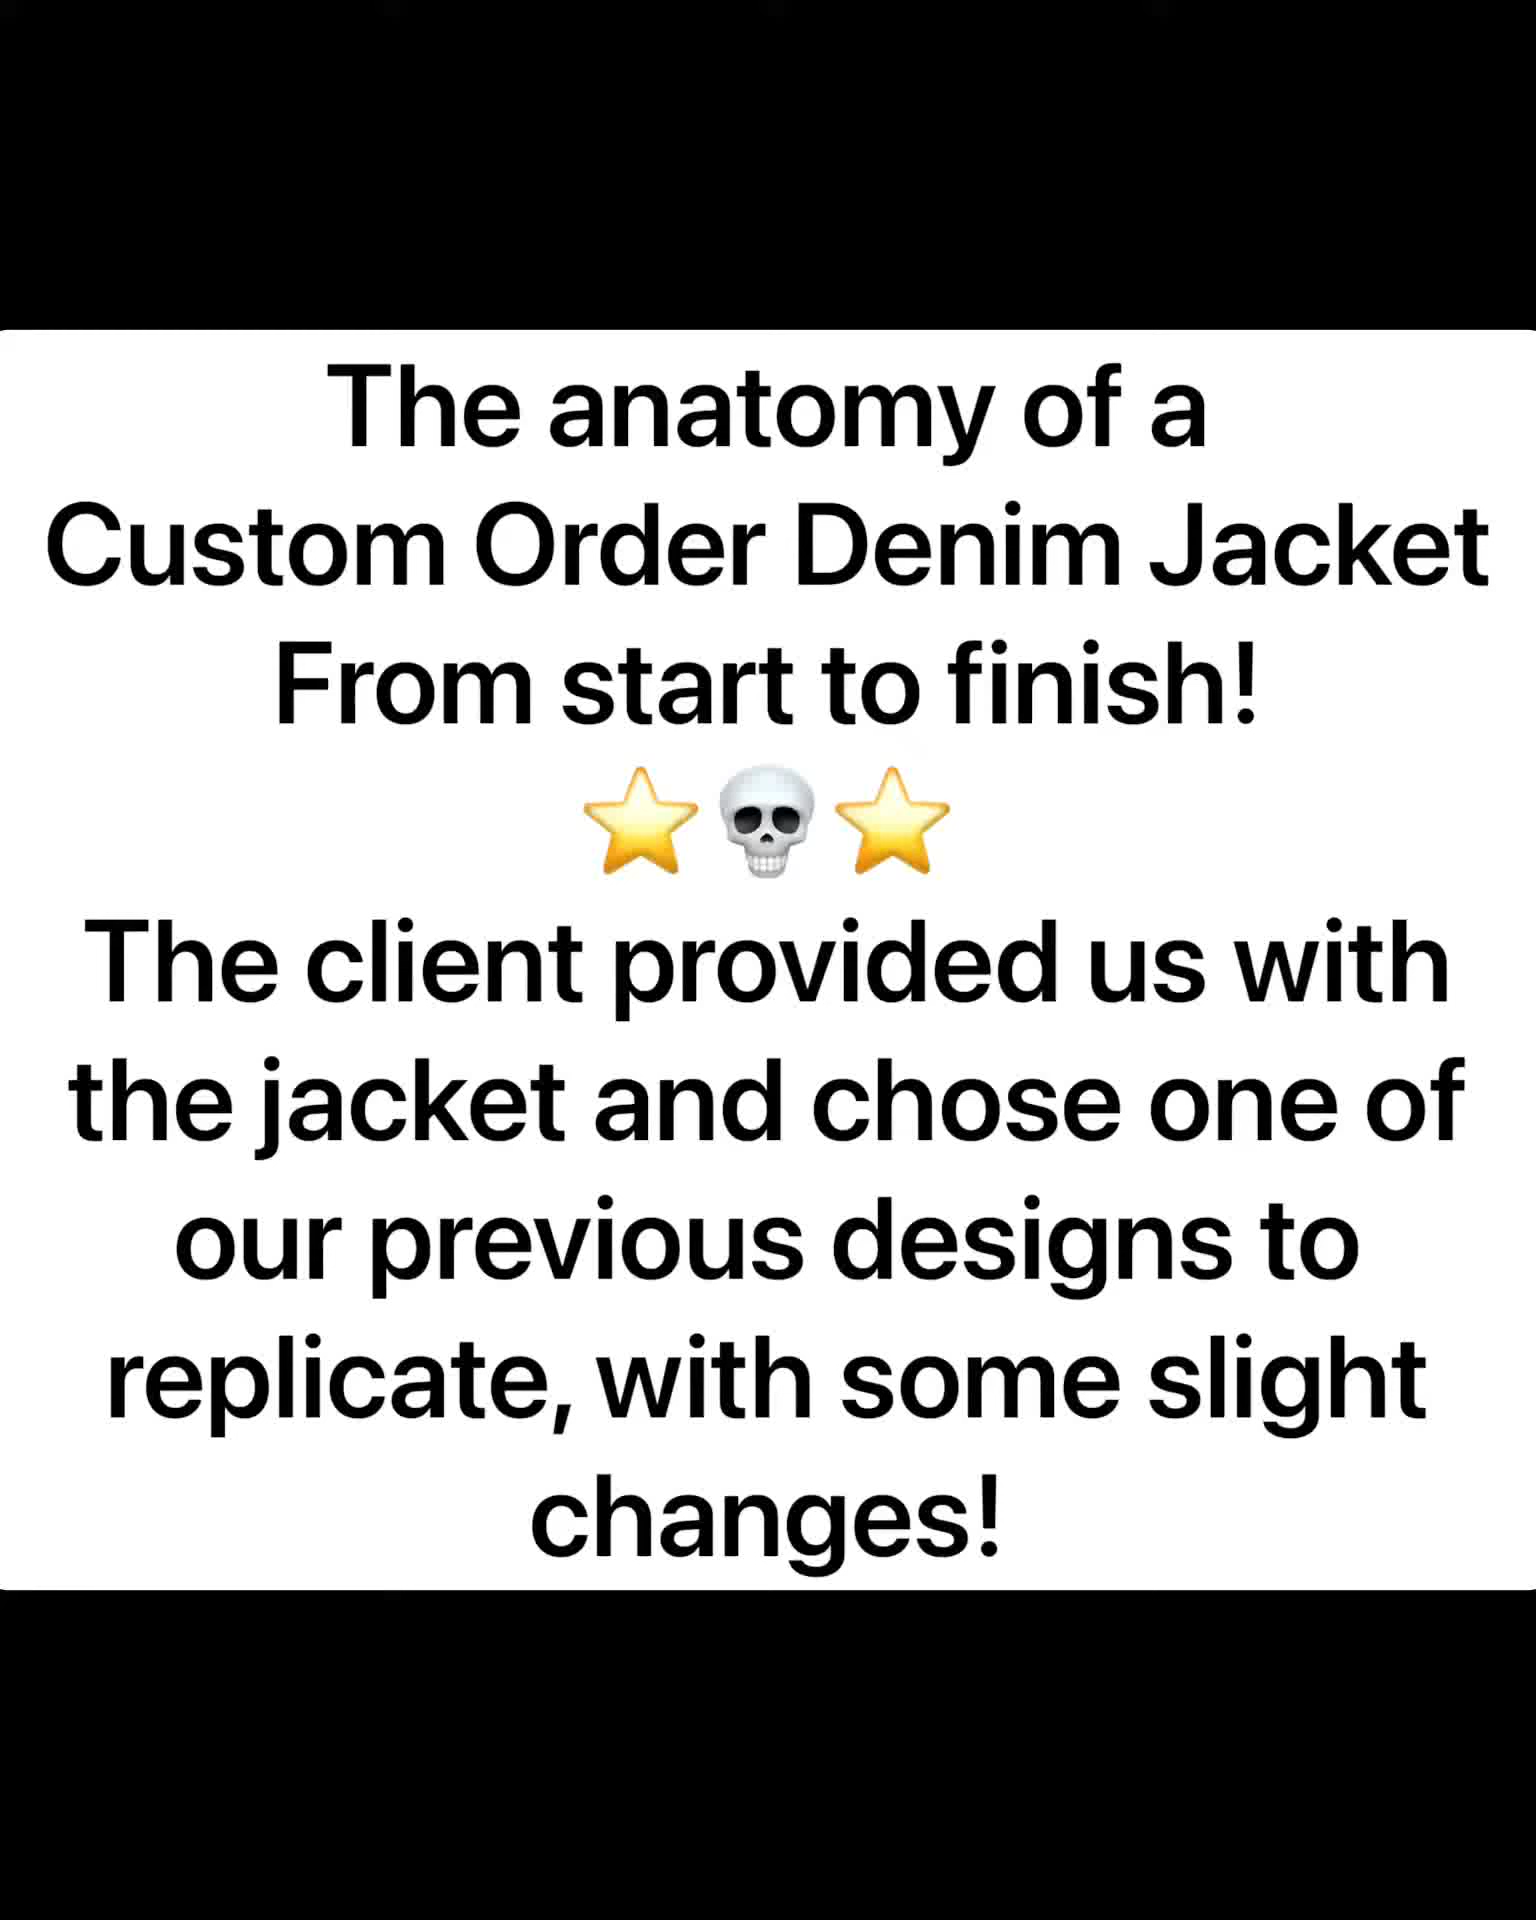 The anatomy of a
Custom Order Denim Jacket
From start to finish!
⭐💀⭐
The client provided us with
the jacket and chose one of
our previous designs to
replicate, with some slight
changes!